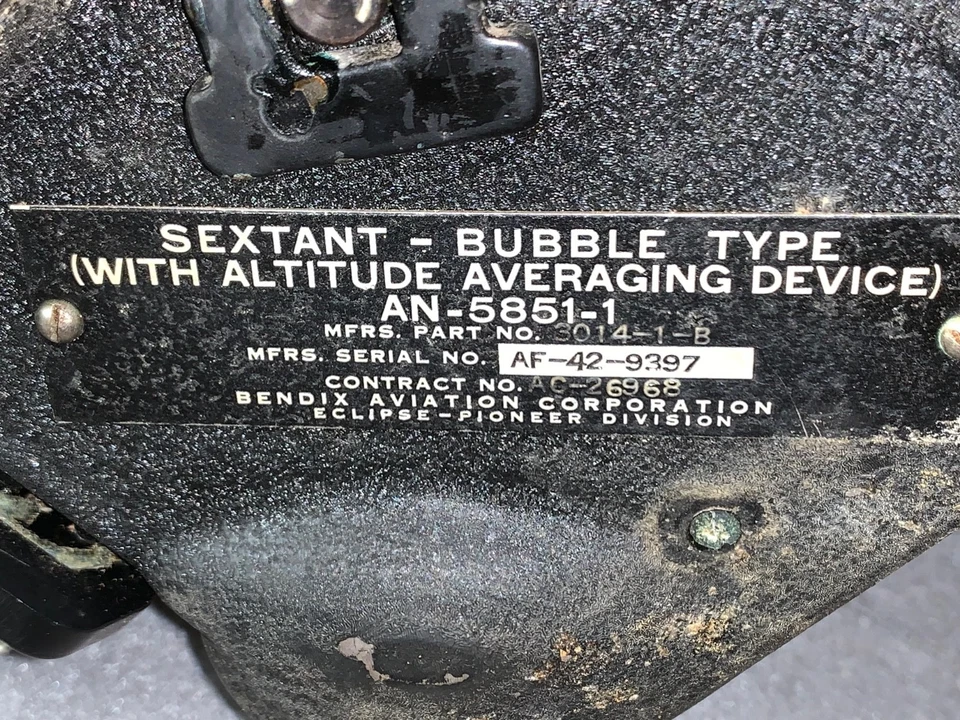 SEXTANT - BUBBLE TYPE
(WITH ALTITUDE AVERAGING DEVICE)
AN-5851-1
MFRS. PART NO. 3014-1-B
MFRS. SERIAL NO. AF-42-9397
CONTRACT NO. AC-26968
BENDIX AVIATION CORPORATION
ECLIPSE-PIONEER DIVISION